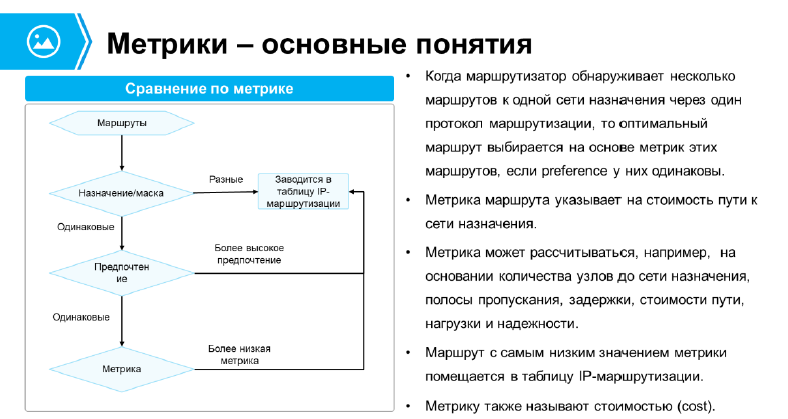 Метрики – основные понятия
Сравнение по метрике
Маршруты
Назначение/маска
Разные
Заводится в
таблицу IP-
маршрутизации
Одинаковые
Предпочтен
ие
Более высокое
предпочтение
Одинаковые
Метрика
Более низкая
метрика
• Когда маршрутизатор обнаруживает несколько
маршрутов к одной сети назначения через один
протокол маршрутизации, то оптимальный
маршрут выбирается на основе метрик этих
маршрутов, если preference у них одинаковы.
• Метрика маршрута указывает на стоимость пути к
сети назначения.
• Метрика может рассчитываться, например, на
основании количества узлов до сети назначения,
полосы пропускания, задержки, стоимости пути,
нагрузки и надежности.
• Маршрут с самым низким значением метрики
помещается в таблицу IP-маршрутизации.
• Метрику также называют стоимостью (cost).